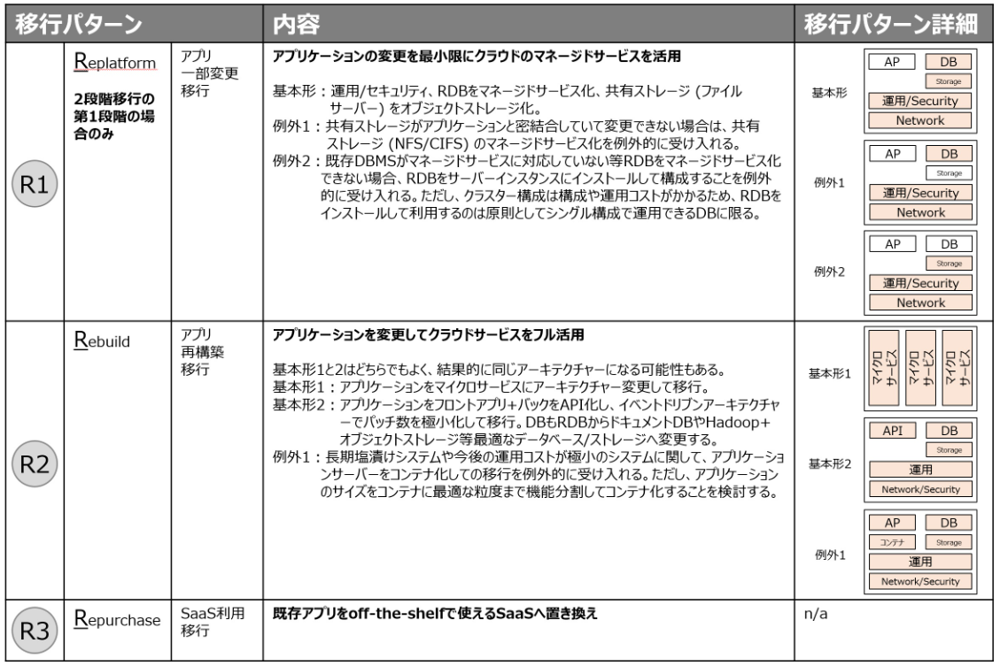 移行パターン
内容
移行パターン詳細
R1
Replatform
2段階移行の
第1段階の場
合のみ
アプリ
一部変更
移行
アプリケーションの変更を最小限にクラウドのマネージドサービスを活用
基本形：運用/セキュリティ、RDBをマネージドサービス化、共有ストレージ (ファイル
サーバー) をオブジェクトストレージ化。
例外1：共有ストレージがアプリケーションと密結合していて変更できない場合は、共有
ストレージ (NFS/CIFS) のマネージドサービス化を例外的に受け入れる。
例外2：既存DBMSがマネージドサービスに対応していない等RDBをマネージドサービス化
できない場合、RDBをサーバーインスタンスにインストールして構成することを例外
的に受け入れる。ただし、クラスター構成は構成や運用コストがかかるため、RDBを
インストールして利用するのは原則としてシングル構成で運用できるDBに限る。
基本形
AP
DB
Storage
運用/Security
Network
例外1
AP
DB
Storage
運用/Security
Network
例外2
AP
DB
Storage
運用/Security
Network
R2
Rebuild
アプリ
再構築
移行
アプリケーションを変更してクラウドサービスをフル活用
基本形1と2はどちらでもよく、結果的に同じアーキテクチャーになる可能性もある。
基本形1：アプリケーションをマイクロサービスにアーキテクチャー変更して移行。
基本形2：アプリケーションをフロントアプリ+バックをAPI化し、イベントドリブンアーキテクチャ
ーでバッチ数を極小化して移行。DBもRDBからドキュメントDBやHadoop＋
オブジェクトストレージ等最適なデータベース/ストレージへ変更する。
例外1：長期塩漬けシステムや今後の運用コストが極小のシステムに関して、アプリケーショ
ンサーバーをコンテナ化しての移行を例外的に受け入れる。ただし、アプリケーション
のサイズをコンテナに最適な粒度まで機能分割してコンテナ化することを検討する。
基本形1
マイクロ
サービス
マイクロ
サービス
マイクロ
サービス
基本形2
API
DB
Storage
運用
Network/Security
例外1
AP
DB
コンテナ
Storage
運用
Network/Security
R3
Repurchase
SaaS利用
移行
既存アプリをoff-the-shelfで使えるSaaSへ置き換え
n/a